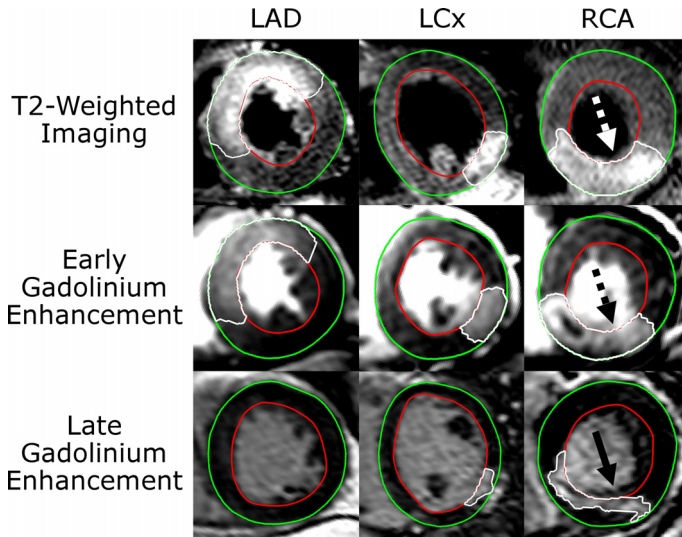 LAD LCx RCA
T2-Weighted
Imaging
Early
Gadolinium
Enhancement
Late
Gadolinium
Enhancement